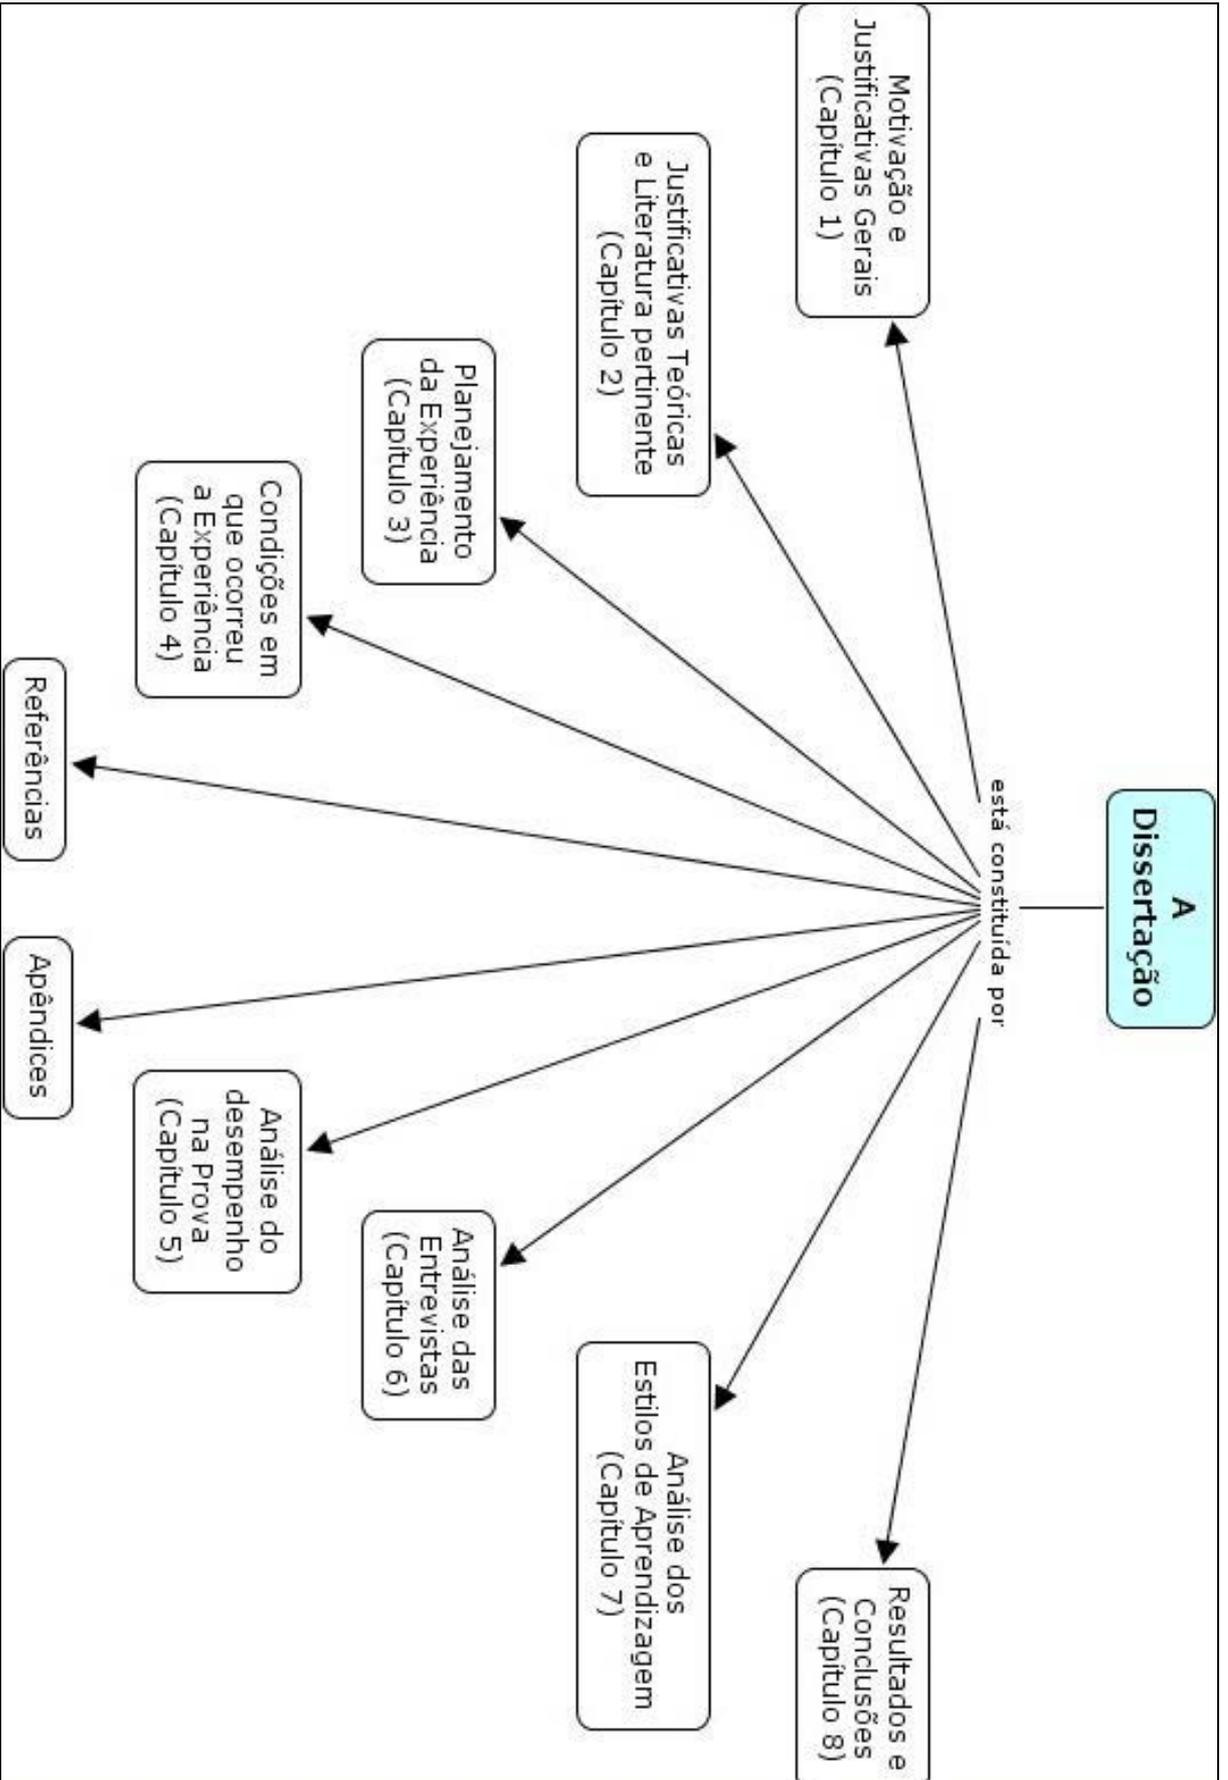 A
Dissertação
está constituída por
Motivação e
Justificativas Gerais
(Capítulo 1)
Justificativas Teóricas
e Literatura pertinente
(Capítulo 2)
Planejamento
da Experiência
(Capítulo 3)
Condições em
que ocorreu
a Experiência
(Capítulo 4)
Referências
Apêndices
Análise do
desempenho
na Prova
(Capítulo 5)
Análise das
Entrevistas
(Capítulo 6)
Análise dos
Estilos de Aprendizagem
(Capítulo 7)
Resultados e
Conclusões
(Capítulo 8)